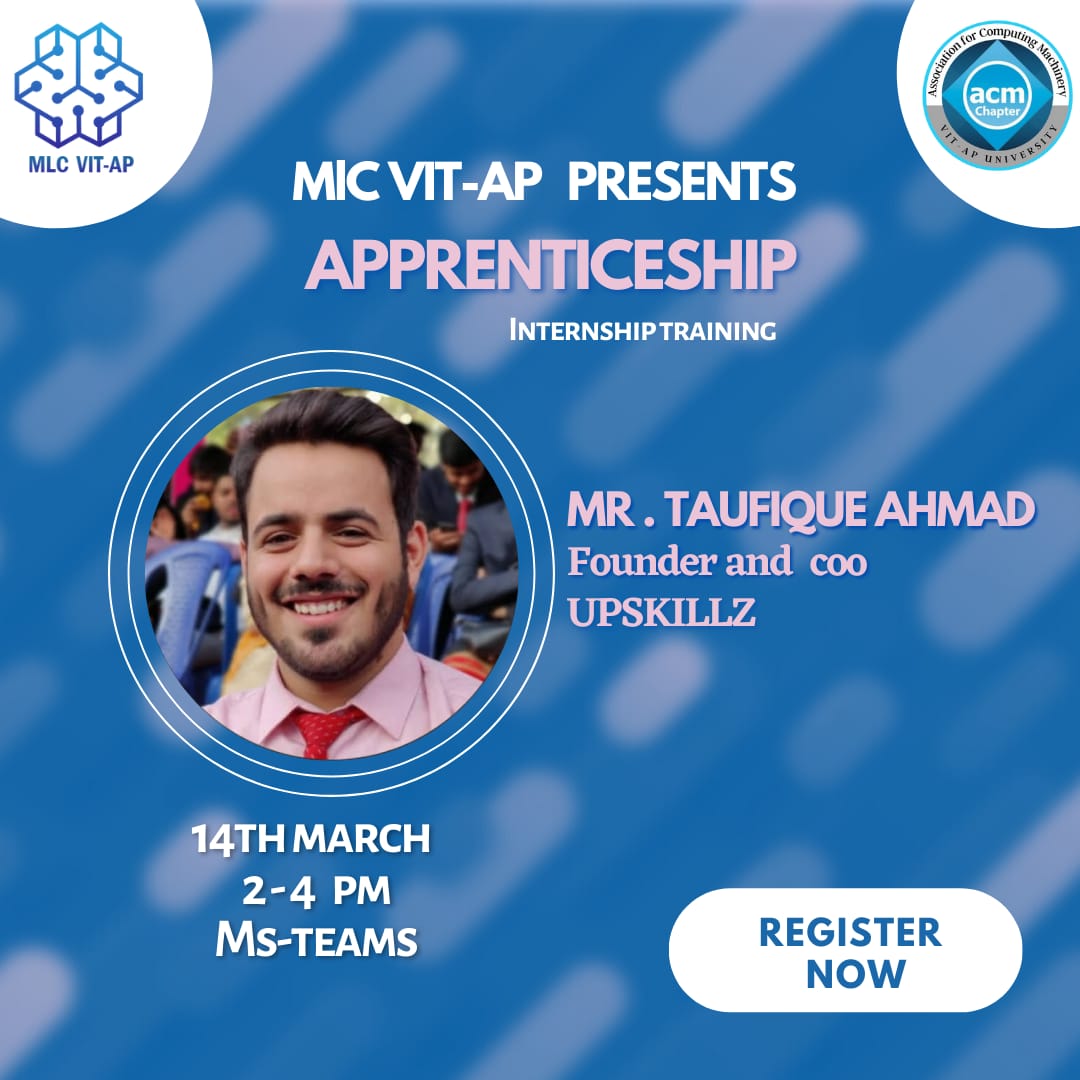 MLC VIT-AP
Association for Computing Machinery
acm
Chapter
VIT-AP UNIVERSITY
MlC VIT-AP PRESENTS
APPRENTICESHIP
INTERNSHIP TRAINING
MR . TAUFIQUE AHMAD
Founder and coo
UPSKILLZ
14TH MARCH
2 - 4 PM
MS-TEAMS
REGISTER
NOW